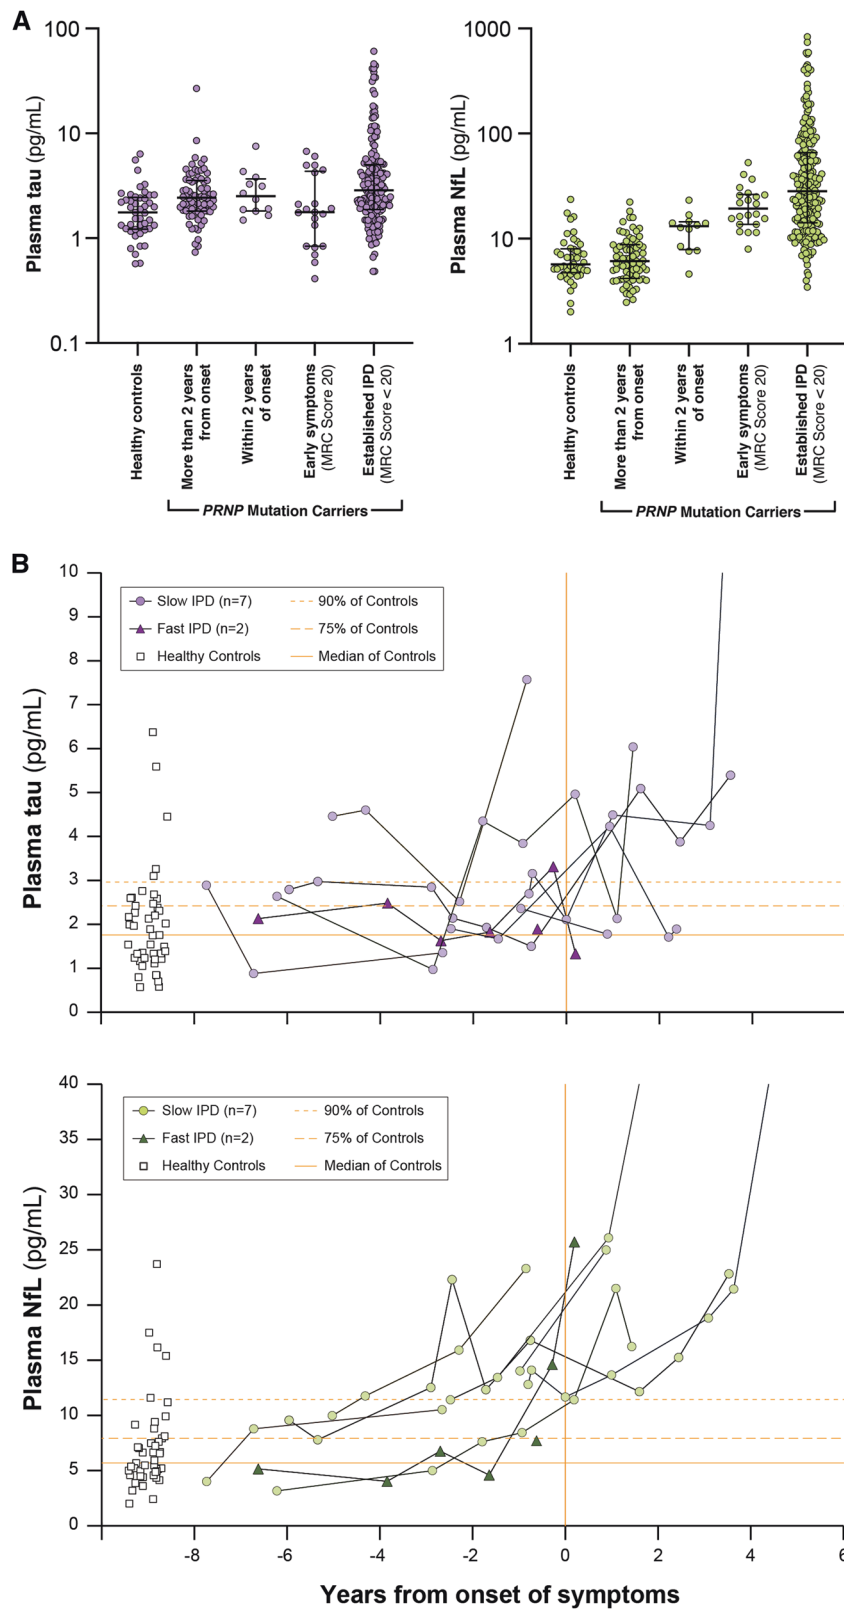 A
Plasma tau (pg/mL)
100
10
1
0.1
Healthy controls
More than 2 years
from onset
Within 2 years
of onset
Early symptoms
(MRC Score 20)
Established IPD
(MRC Score < 20)
PRNP Mutation Carriers
Plasma NfL (pg/mL)
1000
100
10
1
Healthy controls
More than 2 years
from onset
Within 2 years
of onset
Early symptoms
(MRC Score 20)
Established IPD
(MRC Score < 20)
PRNP Mutation Carriers
B
Plasma tau (pg/mL)
10
9
8
7
6
5
4
3
2
1
0
Slow IPD (n=7)
90% of Controls
Fast IPD (n=2)
75% of Controls
Healthy Controls
Median of Controls
Plasma NfL (pg/mL)
40
35
30
25
20
15
10
5
0
Slow IPD (n=7)
90% of Controls
Fast IPD (n=2)
75% of Controls
Healthy Controls
Median of Controls
-8 -6 -4 -2 0 2 4 6
Years from onset of symptoms